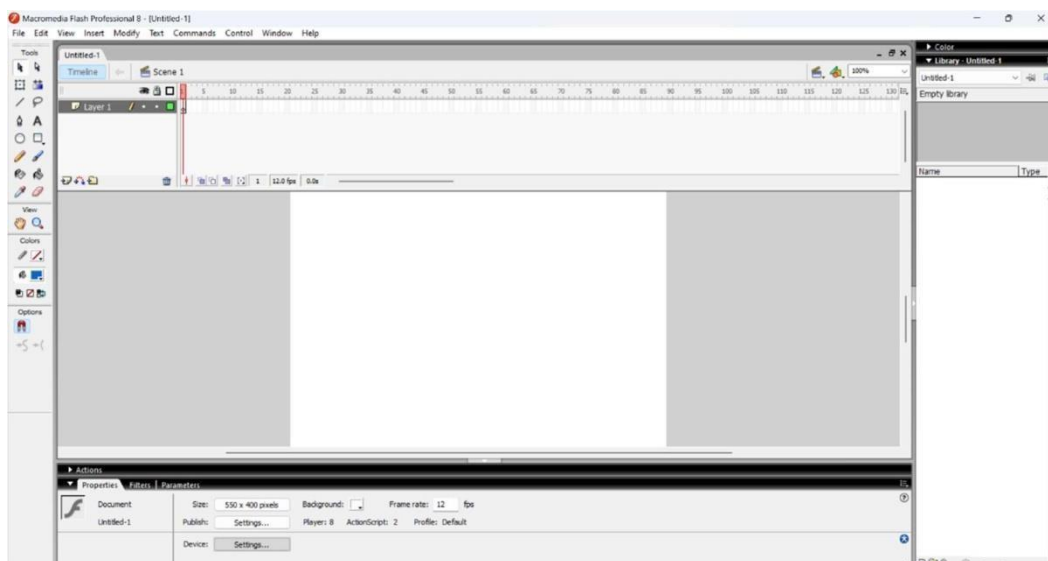 Macromedia Flash Professional 8 - [Untitled-1]
File Edit View Insert Modify Text Commands Control Window Help
Tools
Untitled-1
Color
Library - Untitled-1
Timeline
Scene 1
100%
Untitled-1
5 10 15 20 25 30 35 40 45 50 55 60 65 70 75 80 85 90 95 100 105 110 115 120 125 130
Empty library
Layer 1
A
1 12.0 fps 0.0s
Name Type
View
Colors
Options
Actions
Properties Filters Parameters
Document Size: 550 x 400 pixels Background: Frame rate: 12 fps
Untitled-1 Publish: Settings... Player: 8 ActionScript: 2 Profile: Default
Device: Settings...